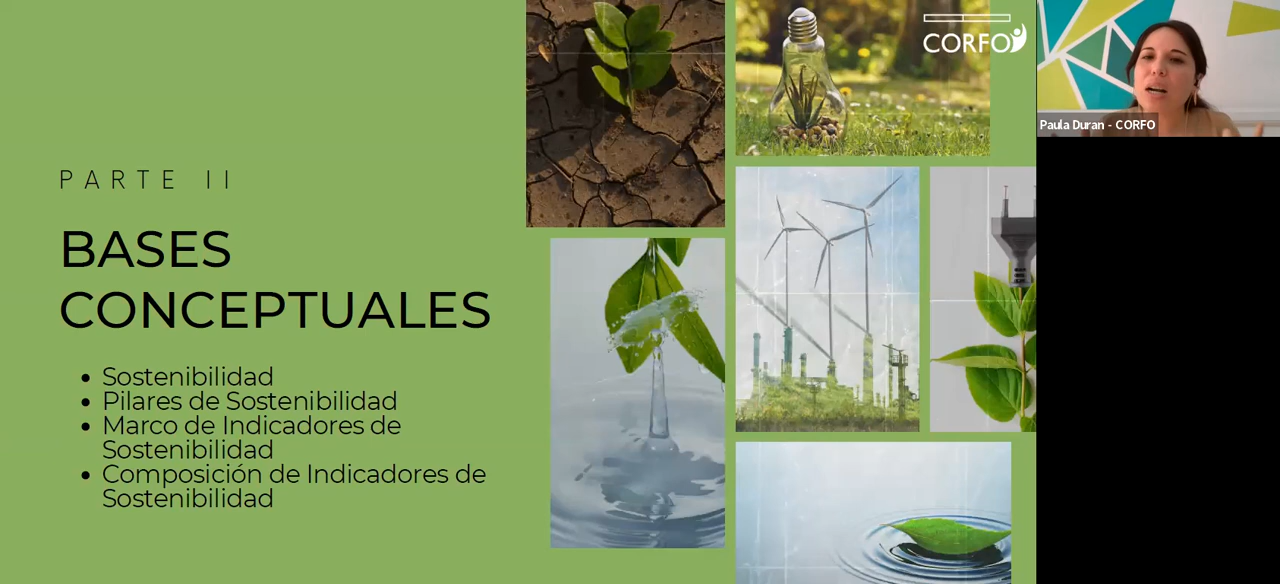 PARTE II
BASES
CONCEPTUALES
• Sostenibilidad
• Pilares de Sostenibilidad
• Marco de Indicadores de
Sostenibilidad
• Composición de Indicadores de
Sostenibilidad
CORFO
Paula Duran - CORFO